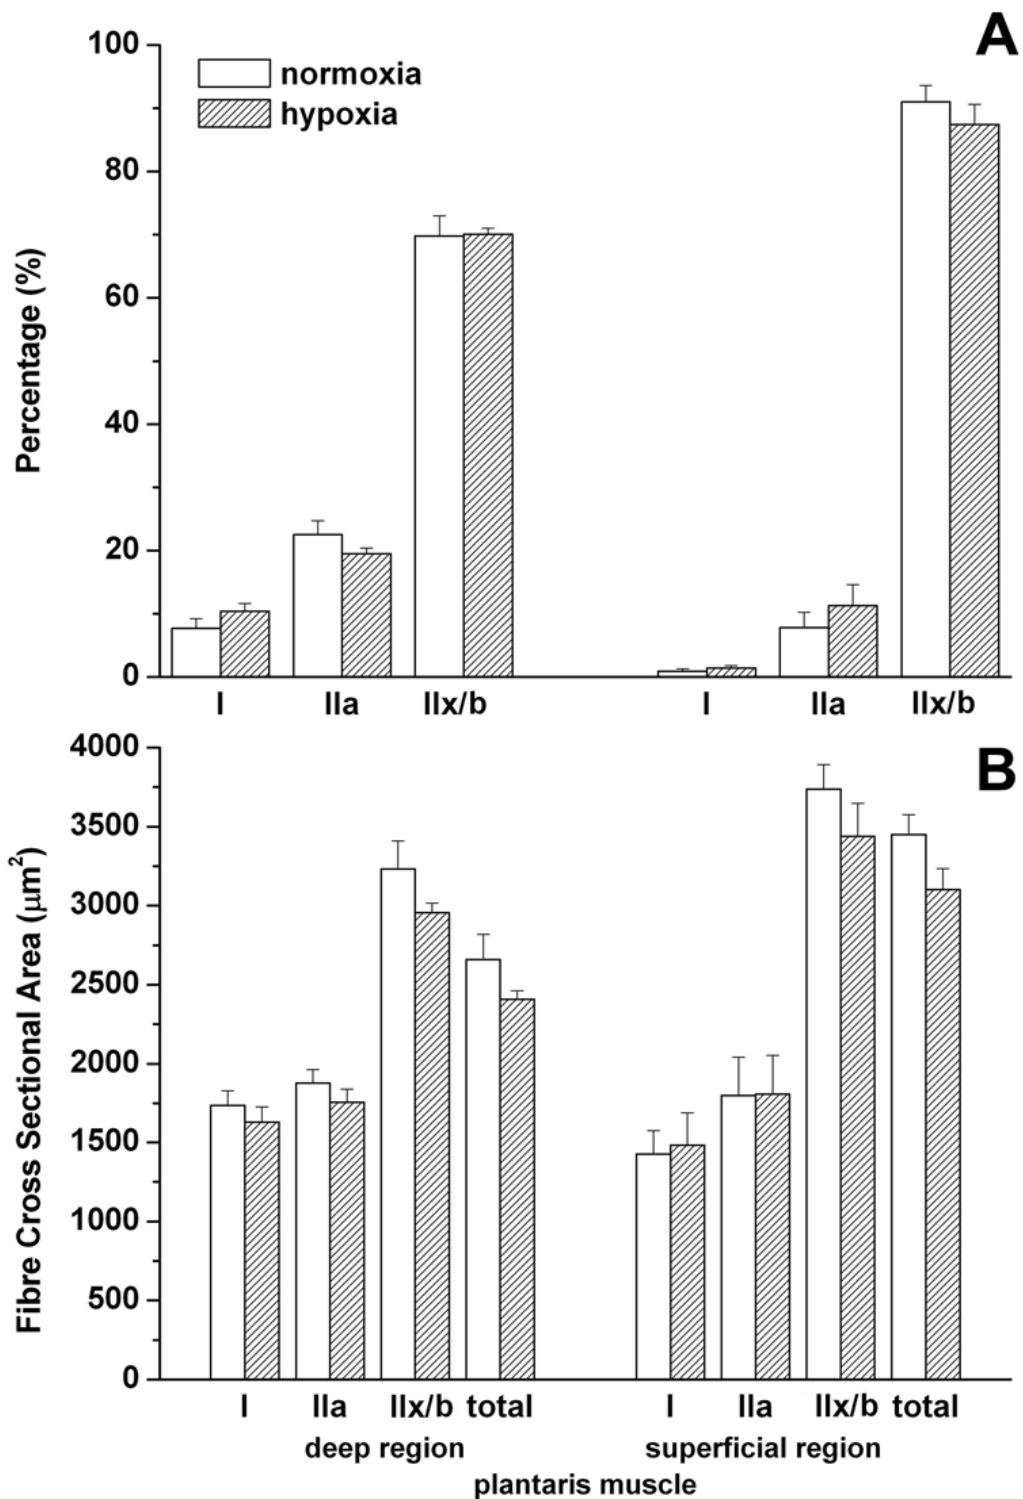 A
normoxia
hypoxia
Percentage (%)
100
80
60
40
20
0
I IIa IIx/b I IIa IIx/b
B
Fibre Cross Sectional Area (μm²)
4000
3500
3000
2500
2000
1500
1000
500
0
I IIa IIx/b total I IIa IIx/b total
deep region superficial region
plantaris muscle